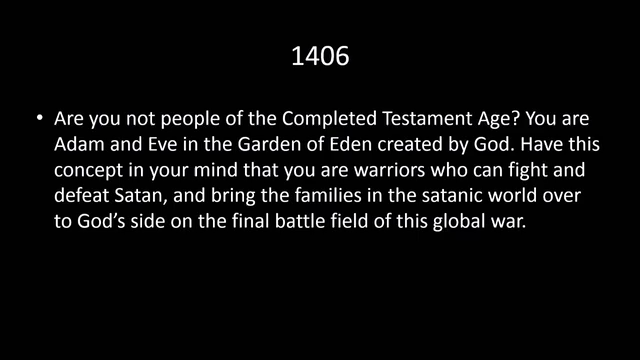 1406
• Are you not people of the Completed Testament Age? You are
Adam and Eve in the Garden of Eden created by God. Have this
concept in your mind that you are warriors who can fight and
defeat Satan, and bring the families in the satanic world over
to God’s side on the final battle field of this global war.